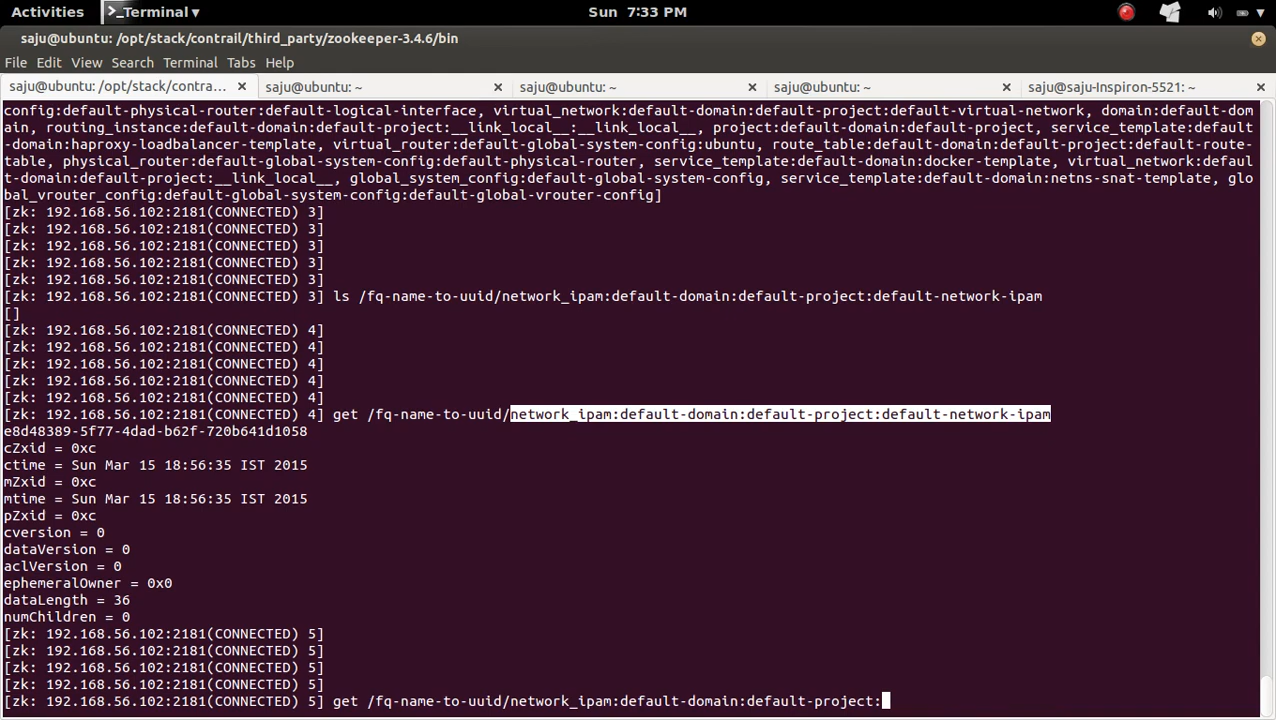 Activities
Terminal
Sun 7:33 PM
saju@ubuntu: /opt/stack/contrail/third_party/zookeeper-3.4.6/bin
File Edit View Search Terminal Tabs Help
saju@ubuntu: /opt/stack/contra...
saju@ubuntu: ~
saju@ubuntu: ~
saju@ubuntu: ~
saju@saju-Inspiron-5521: ~
config:default-physical-router:default-logical-interface, virtual_network:default-domain:default-project:default-virtual-network, domain:default-dom
ain, routing_instance:default-domain:default-project:__link_local__:__link_local__, project:default-domain:default-project, service_template:default
-domain:haproxy-loadbalancer-template, virtual_router:default-global-system-config:ubuntu, route_table:default-domain:default-project:default-route-
table, physical_router:default-global-system-config:default-physical-router, service_template:default-domain:docker-template, virtual_network:defaul
t-domain:default-project:__link_local__, global_system_config:default-global-system-config, service_template:default-domain:netns-snat-template, glo
bal_vrouter_config:default-global-system-config:default-global-vrouter-config]
[zk: 192.168.56.102:2181(CONNECTED) 3]
[zk: 192.168.56.102:2181(CONNECTED) 3]
[zk: 192.168.56.102:2181(CONNECTED) 3]
[zk: 192.168.56.102:2181(CONNECTED) 3]
[zk: 192.168.56.102:2181(CONNECTED) 3]
[zk: 192.168.56.102:2181(CONNECTED) 3] ls /fq-name-to-uuid/network_ipam:default-domain:default-project:default-network-ipam
[]
[zk: 192.168.56.102:2181(CONNECTED) 4]
[zk: 192.168.56.102:2181(CONNECTED) 4]
[zk: 192.168.56.102:2181(CONNECTED) 4]
[zk: 192.168.56.102:2181(CONNECTED) 4]
[zk: 192.168.56.102:2181(CONNECTED) 4]
[zk: 192.168.56.102:2181(CONNECTED) 4] get /fq-name-to-uuid/network_ipam:default-domain:default-project:default-network-ipam
e8d48389-5f77-4dad-b62f-720b641d1058
cZxid = 0xc
ctime = Sun Mar 15 18:56:35 IST 2015
mZxid = 0xc
mtime = Sun Mar 15 18:56:35 IST 2015
pZxid = 0xc
cversion = 0
dataVersion = 0
aclVersion = 0
ephemeralOwner = 0x0
dataLength = 36
numChildren = 0
[zk: 192.168.56.102:2181(CONNECTED) 5]
[zk: 192.168.56.102:2181(CONNECTED) 5]
[zk: 192.168.56.102:2181(CONNECTED) 5]
[zk: 192.168.56.102:2181(CONNECTED) 5]
[zk: 192.168.56.102:2181(CONNECTED) 5] get /fq-name-to-uuid/network_ipam:default-domain:default-project: